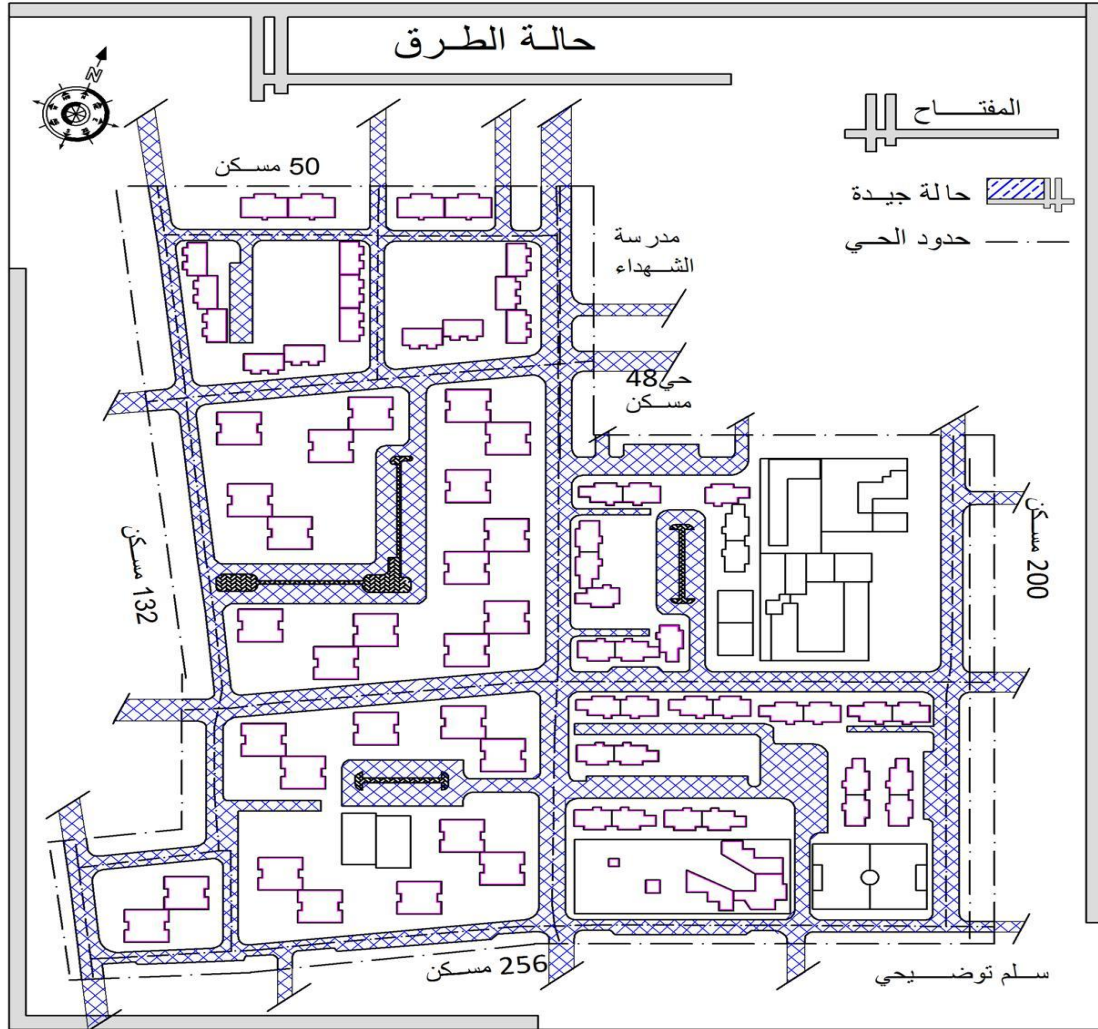 حالة الطرق
N
المفتاح
50 مسكن
حالة جيدة
حدود الحي
مدرسة
الشهداء
حي48
مسكن
200 مسكن
132 مسكن
256 مسكن
سلم توضيحي